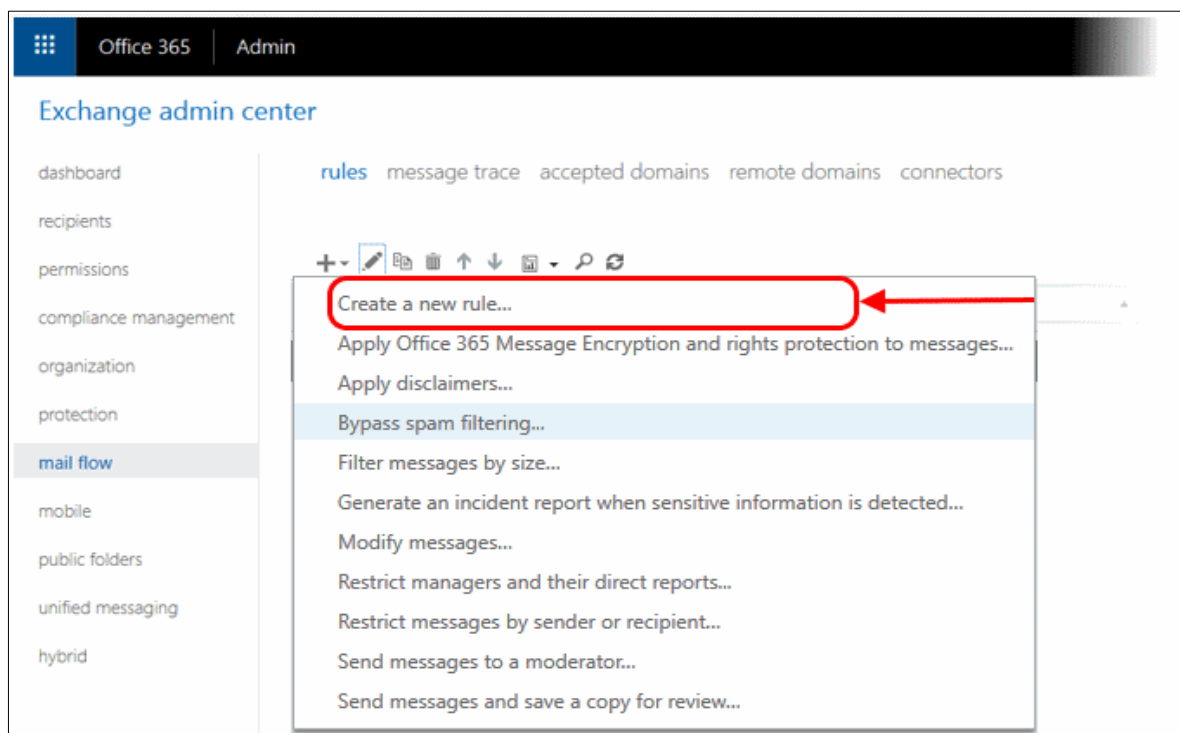 Office 365 Admin
Exchange admin center
dashboard
recipients
permissions
compliance management
organization
protection
mail flow
mobile
public folders
unified messaging
hybrid
rules message trace accepted domains remote domains connectors
Create a new rule...
Apply Office 365 Message Encryption and rights protection to messages...
Apply disclaimers...
Bypass spam filtering...
Filter messages by size...
Generate an incident report when sensitive information is detected...
Modify messages...
Restrict managers and their direct reports...
Restrict messages by sender or recipient...
Send messages to a moderator...
Send messages and save a copy for review...